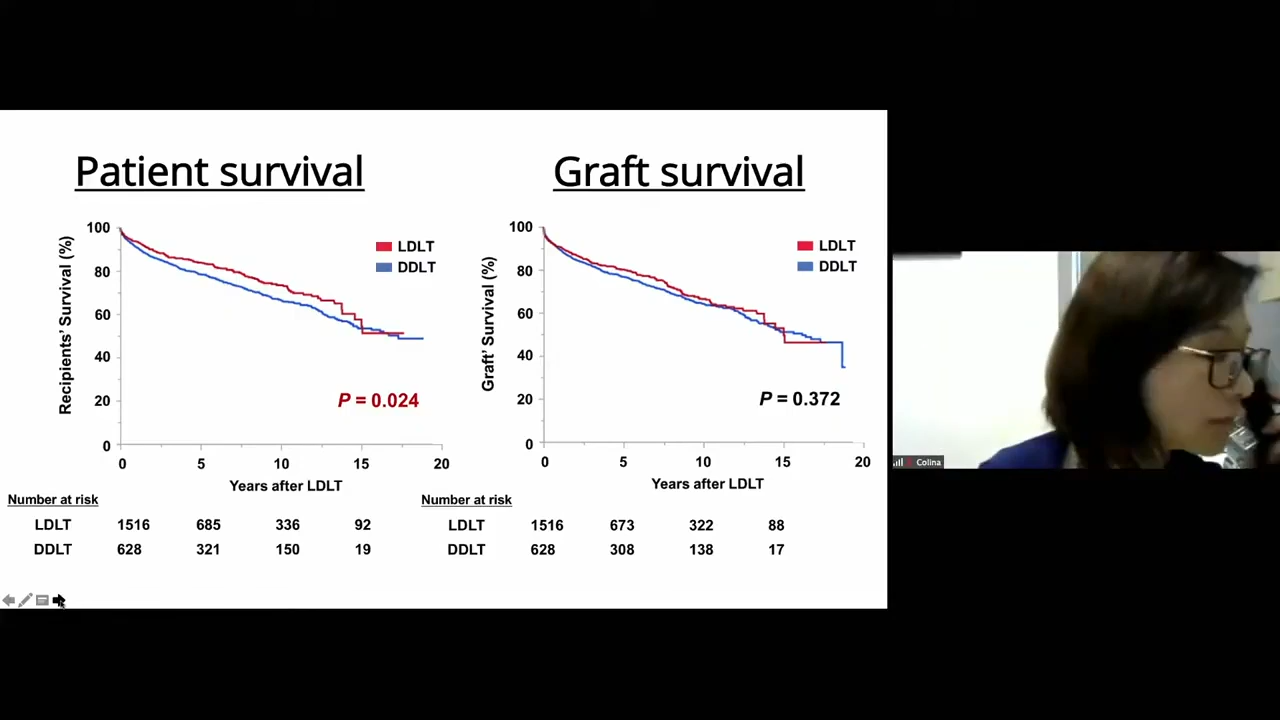 Patient survival
Recipients' Survival (%)
100
80
60
40
20
0
LDLT
DDLT
P = 0.024
0 5 10 15 20
Years after LDLT
Number at risk
LDLT 1516 685 336 92
DDLT 628 321 150 19
Graft survival
Graft' Survival (%)
100
80
60
40
20
0
LDLT
DDLT
P = 0.372
0 5 10 15 20
Years after LDLT
Number at risk
LDLT 1516 673 322 88
DDLT 628 308 138 17
Colina